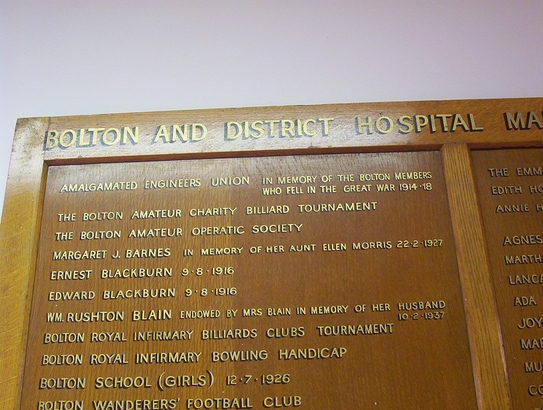 BOLTON AND DISTRICT HOSPITAL
AMALGAMATED ENGINEERS UNION IN MEMORY OF THE BOLTON MEMBERS
WHO FELL IN THE GREAT WAR 1914·18
THE BOLTON AMATEUR CHARITY BILLIARD TOURNAMENT
THE BOLTON AMATEUR OPERATIC SOCIETY
MARGARET J. BARNES IN MEMORY OF HER AUNT ELLEN MORRIS 22·2·1927
ERNEST BLACKBURN 9·8·1916
EDWARD BLACKBURN 9·8·1916
WM. RUSHTON BLAIN ENDOWED BY MRS BLAIN IN MEMORY OF HER HUSBAND
10·2·1937
BOLTON ROYAL INFIRMARY BILLIARDS CLUBS TOURNAMENT
BOLTON ROYAL INFIRMARY BOWLING HANDICAP
BOLTON SCHOOL (GIRLS) 12·7·1926
BOLTON WANDERERS' FOOTBALL CLUB
THE EMM
EDITH HO
ANNIE
AGNES
MARTH
LANCA
ADA
JOY
MAR
MU
CO